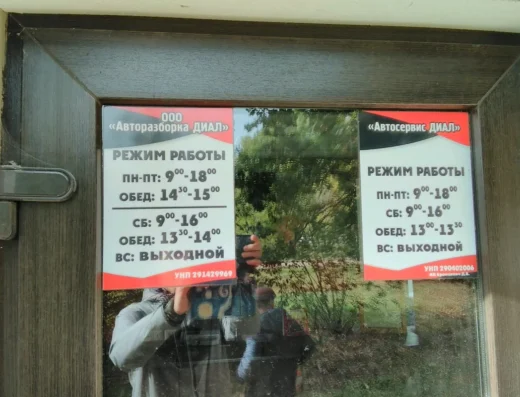 ООО
«Авторазборка ДИАЛ»
РЕЖИМ РАБОТЫ
ПН-ПТ: 9⁰⁰-18⁰⁰
ОБЕД: 14³⁰-15⁰⁰
СБ: 9⁰⁰-16⁰⁰
ОБЕД: 13³⁰-14⁰⁰
ВС: ВЫХОДНОЙ
УНП 291429969
«Автосервис ДИАЛ»
РЕЖИМ РАБОТЫ
ПН-ПТ: 9⁰⁰-18⁰⁰
СБ: 9⁰⁰-16⁰⁰
ОБЕД: 13⁰⁰-13³⁰
ВС: ВЫХОДНОЙ
УНП 290402006